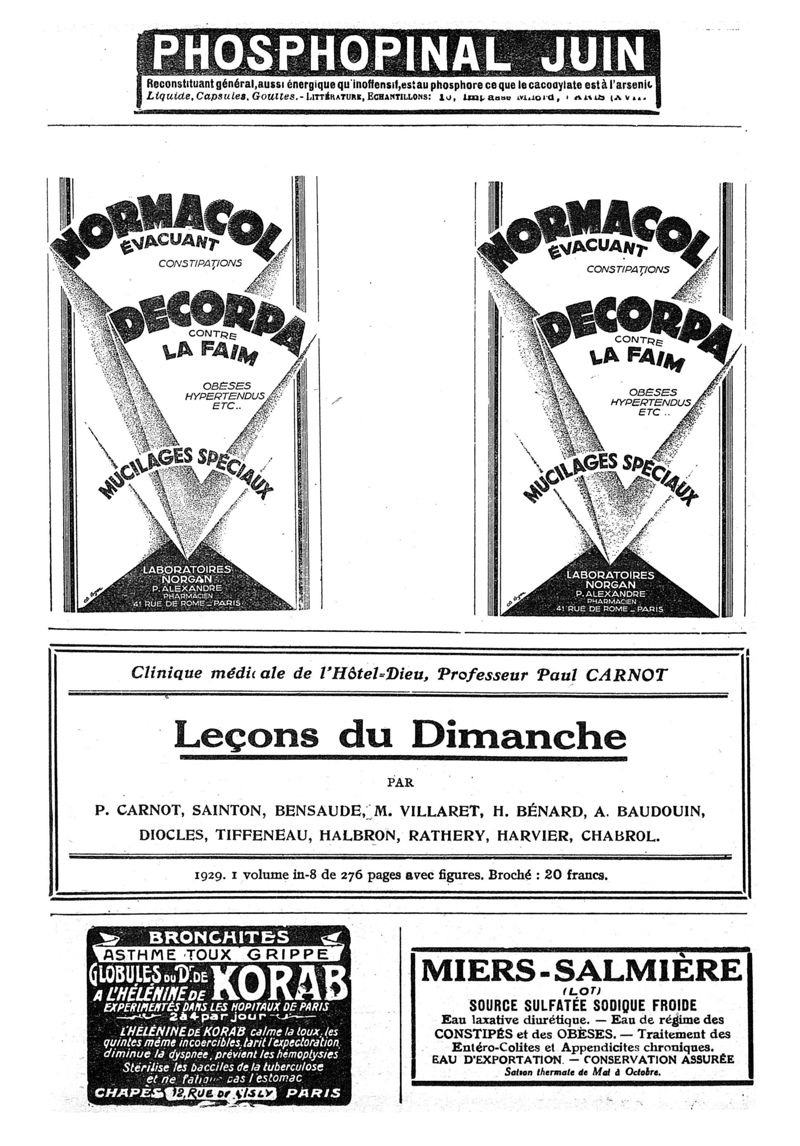 PHOSPHOPINAL JUIN
Reconstituant général, aussi énergique qu'inoffensif, est au phosphore ce que le cacodylate est à l'arsenic
Liquide, Capsules, Gouttes. - LITTÉRATURE, ECHANTILLONS: 10, Impasse Milord, PARIS (XVII
NORMACOL
ÉVACUANT
CONSTIPATIONS
DECORPA
CONTRE
LA FAIM
OBÈSES
HYPERTENDUS
ETC..
MUCILAGES SPÉCIAUX
LABORATOIRES
NORGAN
P. ALEXANDRE
PHARMACIEN
41 RUE DE ROME _ PARIS
NORMACOL
ÉVACUANT
CONSTIPATIONS
DECORPA
CONTRE
LA FAIM
OBÈSES
HYPERTENDUS
ETC ..
MUCILAGES SPÉCIAUX
LABORATOIRES
NORGAN
P. ALEXANDRE
PHARMACIEN
41 RUE DE ROME _ PARIS
Clinique médicale de l'Hôtel-Dieu, Professeur Paul CARNOT
Leçons du Dimanche
PAR
P. CARNOT, SAINTON, BENSAUDE, M. VILLARET, H. BÉNARD, A. BAUDOUIN,
DIOCLES, TIFFENEAU, HALBRON, RATHERY, HARVIER, CHABROL.
1929. 1 volume in-8 de 276 pages avec figures. Broché : 20 francs.
BRONCHITES
ASTHME TOUX GRIPPE
GLOBULES DU Dr. DE KORAB
A L'HÉLÉNINE DE
EXPÉRIMENTÉS DANS LES HOPITAUX DE PARIS
2 à 4 par jour
L'HÉLÉNINE DE KORAB calme la toux, les
quintes même incoercibles, tarit l'expectoration,
diminue la dyspnée, prévient les hémoptysies
Stérilise les bacilles de la tuberculose
et ne fatigue pas l'estomac
CHAPES 12, RUE DE L'ISLY PARIS
MIERS-SALMIÈRE
(LOT)
SOURCE SULFATÉE SODIQUE FROIDE
Eau laxative diurétique. — Eau de régime des
CONSTIPÉS et des OBÈSES. — Traitement des
Entéro-Colites et Appendicites chroniques.
EAU D'EXPORTATION. — CONSERVATION ASSURÉE
Saison thermale de Mai à Octobre.